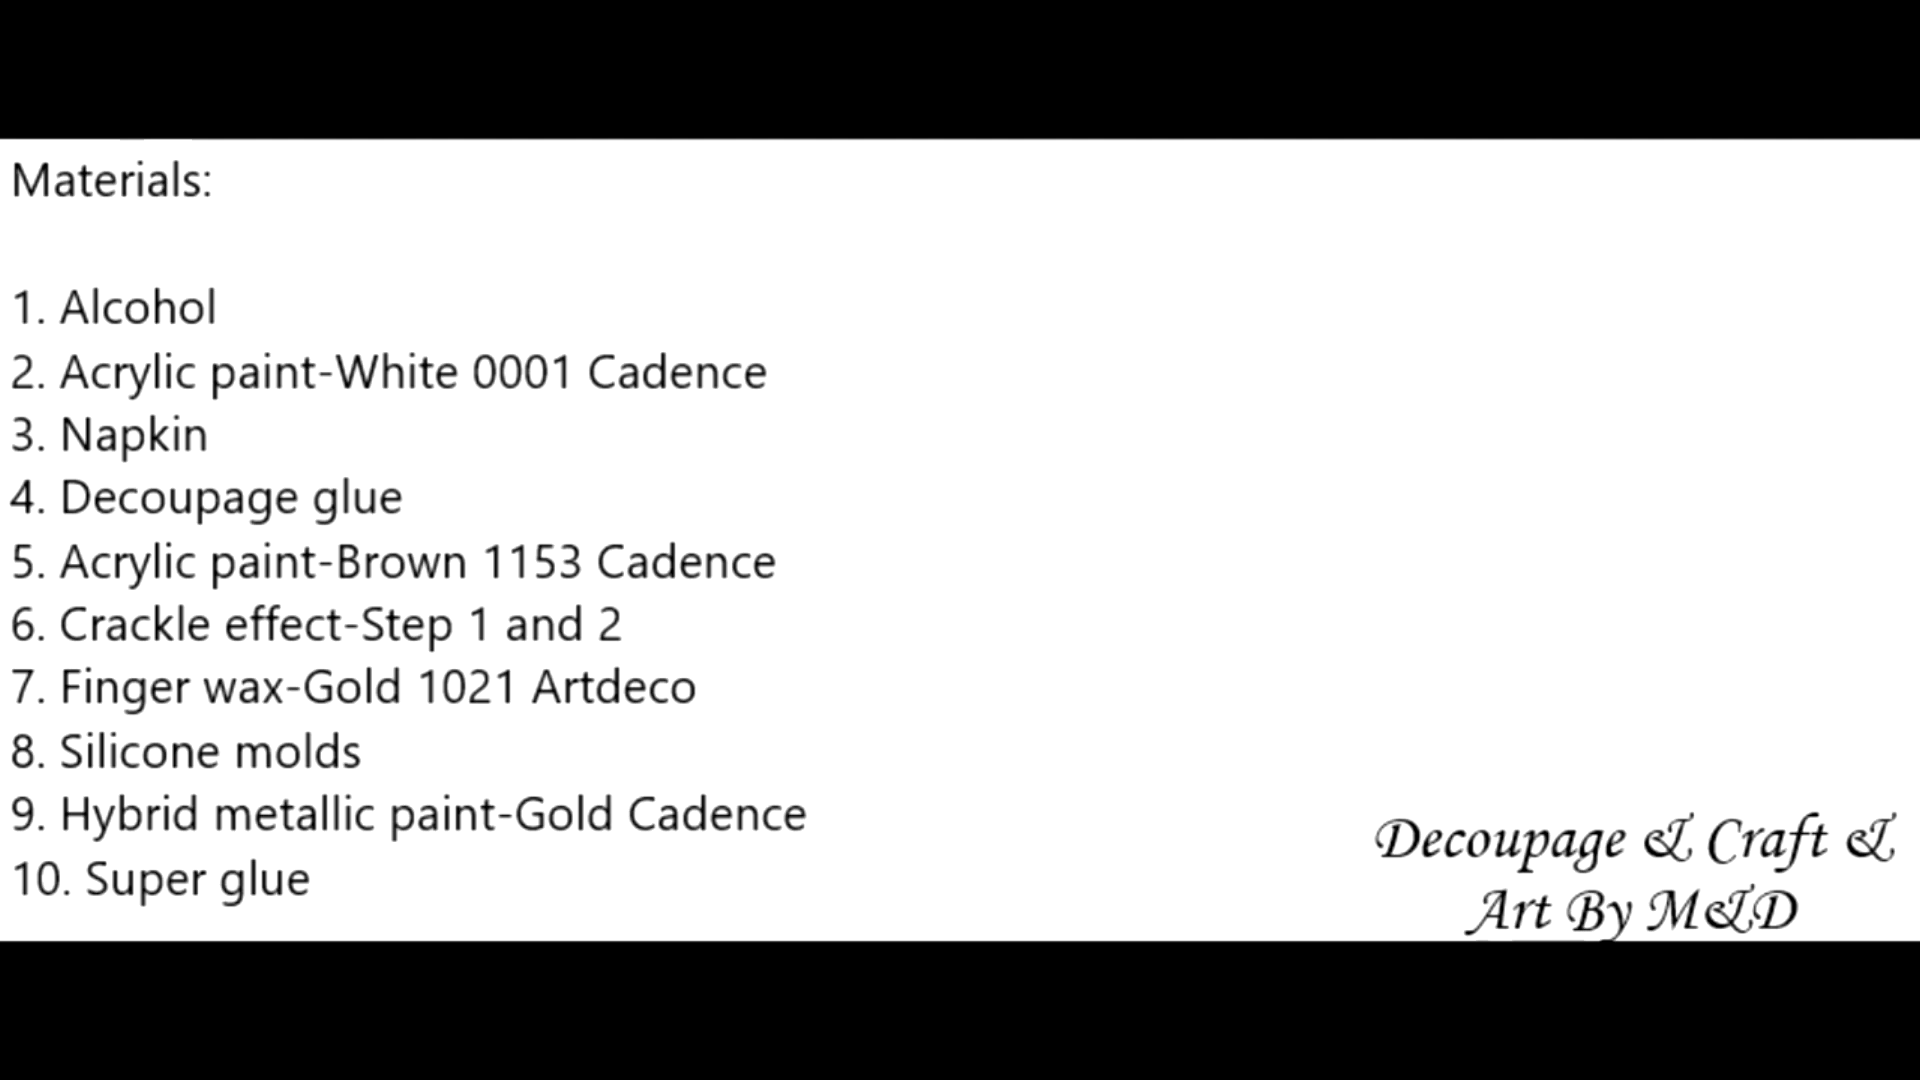 Materials:
1. Alcohol
2. Acrylic paint-White 0001 Cadence
3. Napkin
4. Decoupage glue
5. Acrylic paint-Brown 1153 Cadence
6. Crackle effect-Step 1 and 2
7. Finger wax-Gold 1021 Artdeco
8. Silicone molds
9. Hybrid metallic paint-Gold Cadence
10. Super glue
Decoupage & Craft &
Art By M&D